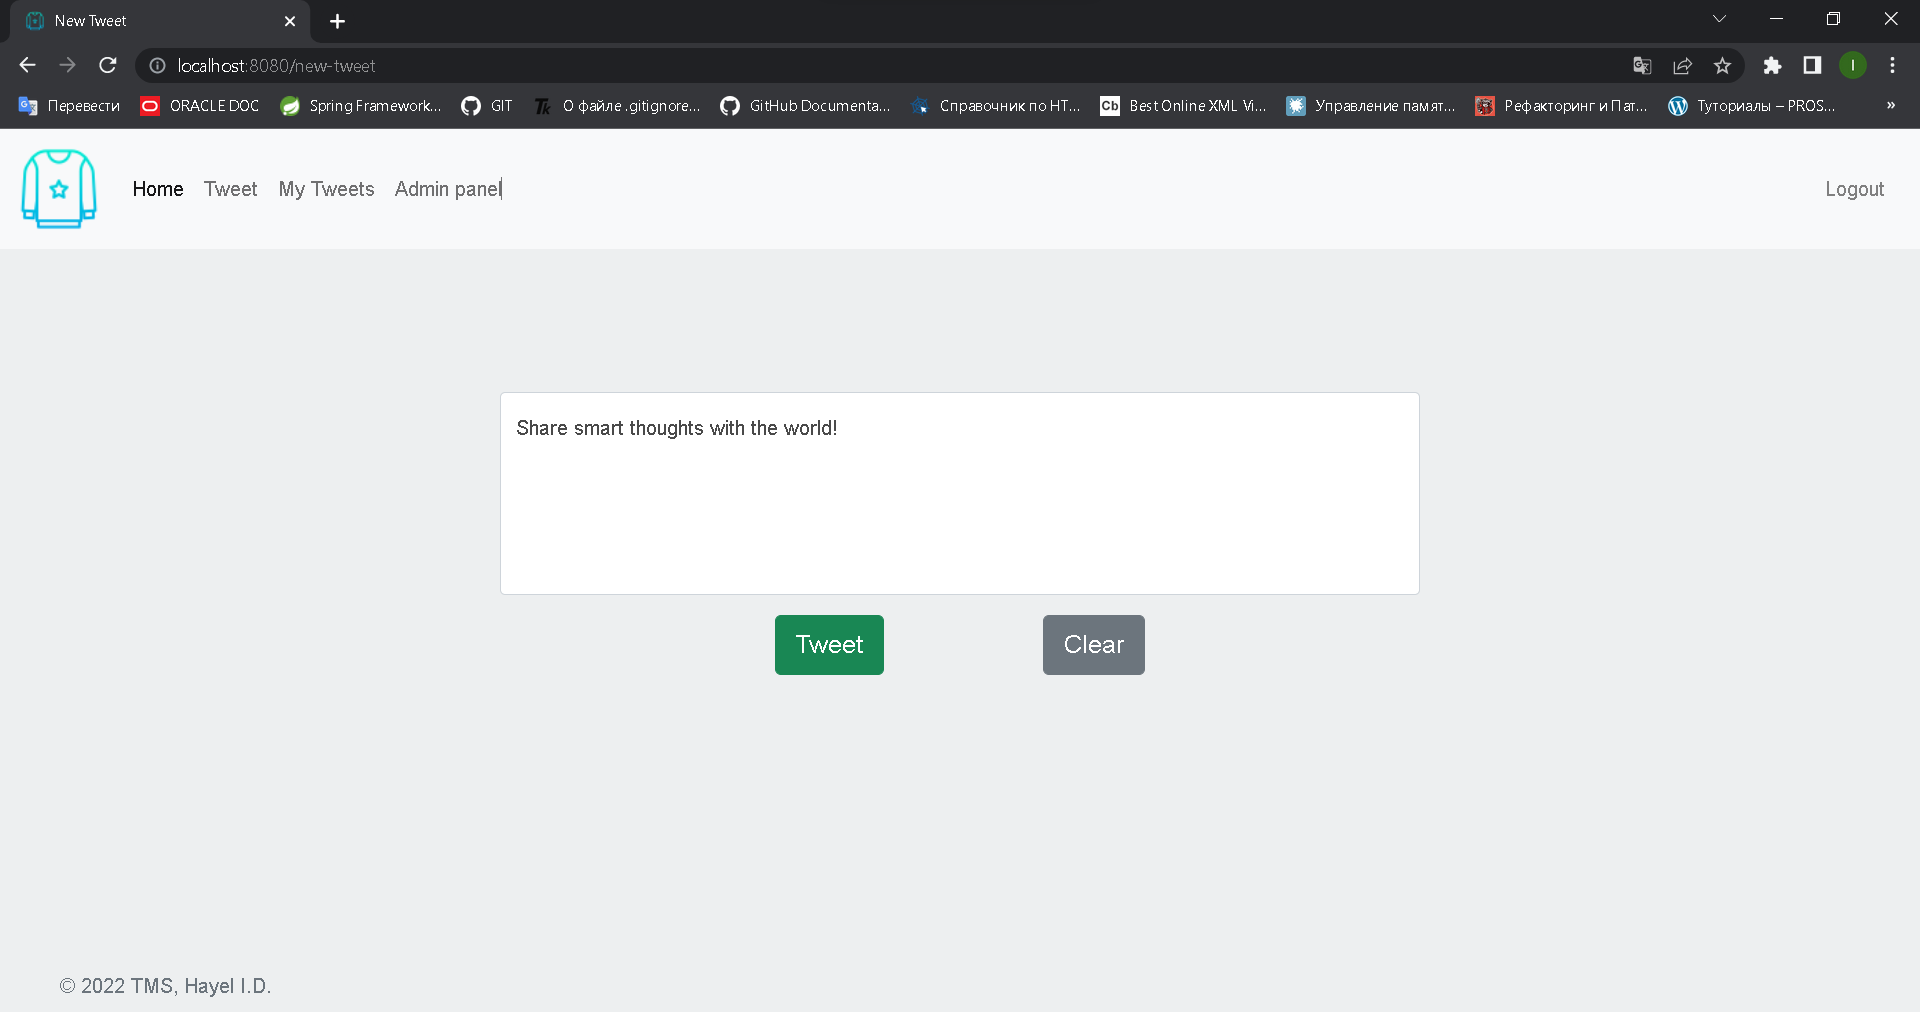 New Tweet
localhost:8080/new-tweet
Перевести ORACLE DOC Spring Framework... GIT Tk О файле .gitignore... GitHub Documenta... Справочник по HT... Cb Best Online XML Vi... Управление памят... Рефакторинг и Пат... Туториалы – PROS... »
Home Tweet My Tweets Admin panel Logout
Share smart thoughts with the world!
Tweet Clear
© 2022 TMS, Hayel I.D.